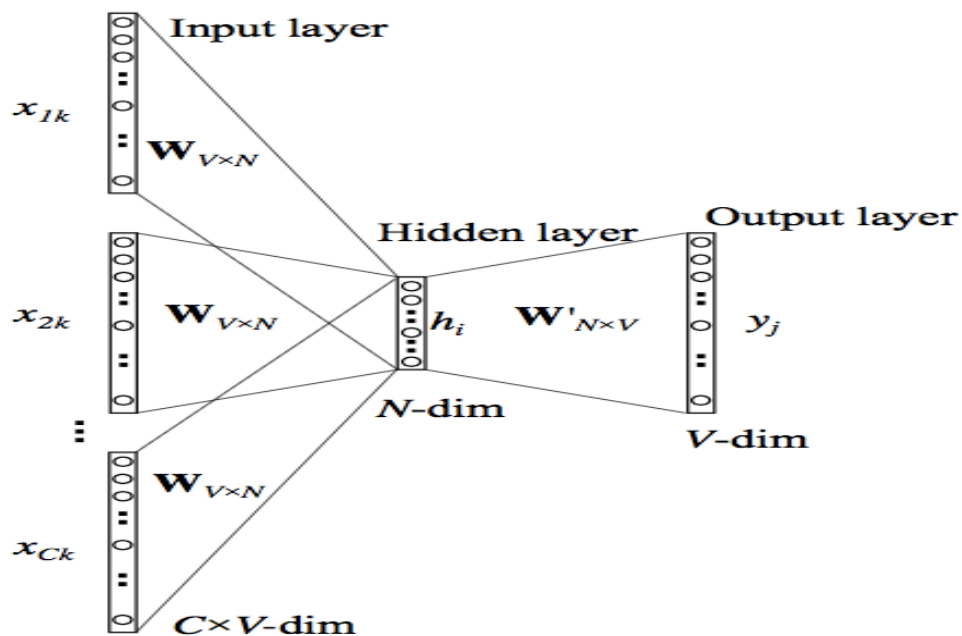 Input layer
x1k
WV×N
Hidden layer
Output layer
x2k
WV×N
hi
W'N×V
yj
N-dim
V-dim
WV×N
xCk
C×V-dim